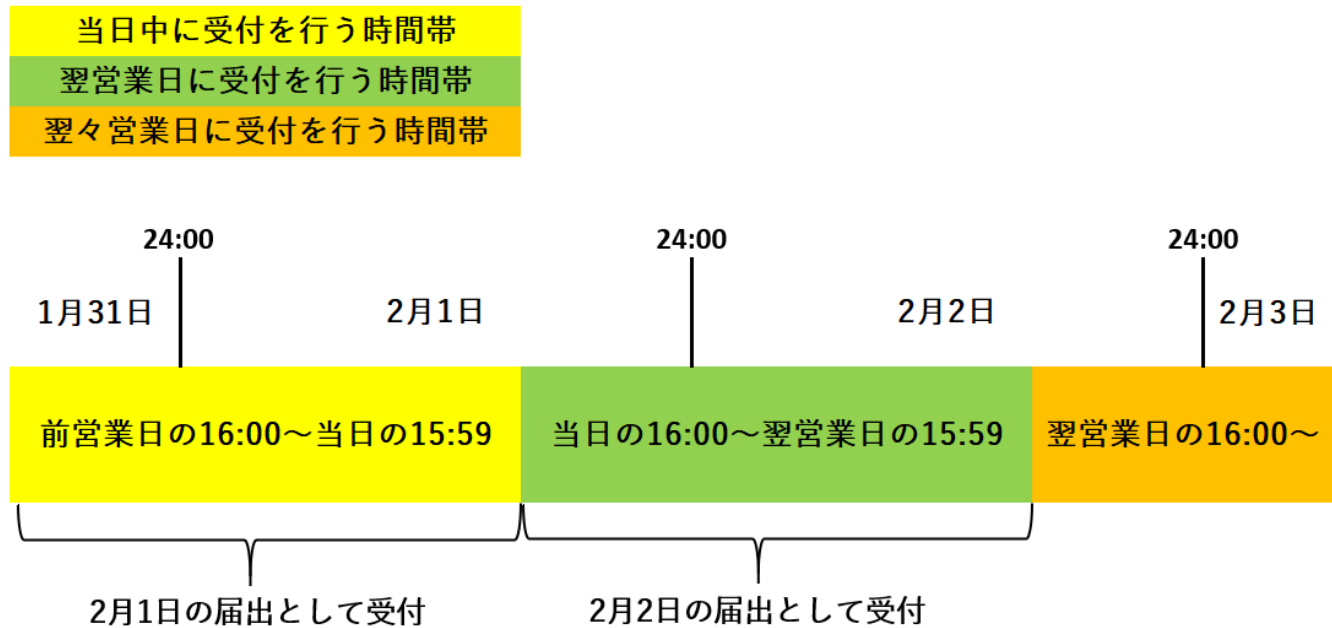 当日中に受付を行う時間帯
翌営業日に受付を行う時間帯
翌々営業日に受付を行う時間帯
24:00 24:00 24:00
1月31日 2月1日 2月2日 2月3日
前営業日の16:00～当日の15:59 当日の16:00～翌営業日の15:59 翌営業日の16:00～
2月1日の届出として受付 2月2日の届出として受付